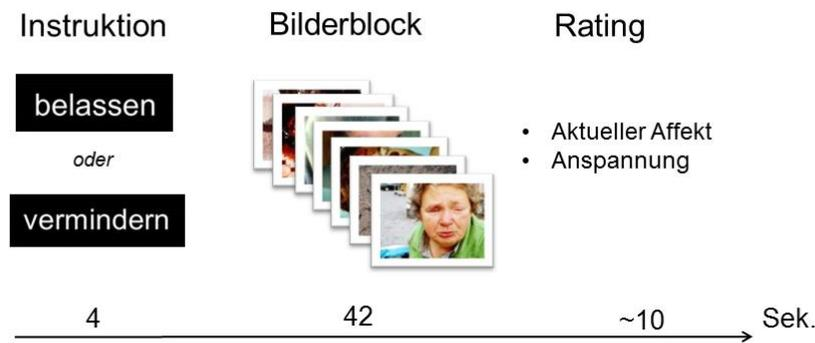 Instruktion
Bilderblock
Rating
belassen
oder
vermindern
• Aktueller Affekt
• Anspannung
4
42
~10
Sek.